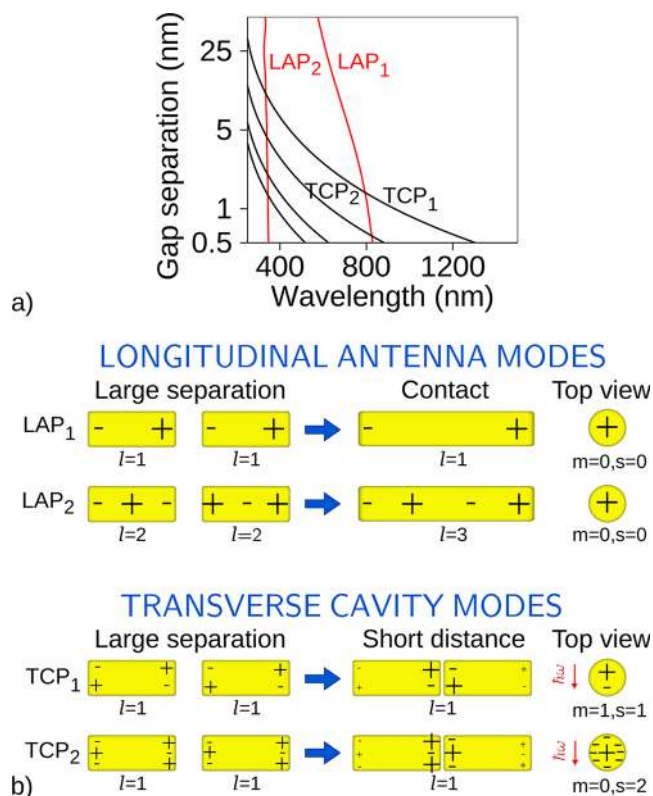 25
5
1
0.5
Gap separation (nm)
LAP₂ LAP₁
TCP₂ TCP₁
400 800 1200
Wavelength (nm)
a)
LONGITUDINAL ANTENNA MODES
Large separation Contact Top view
LAP₁ - + - + - + +
l=1 l=1 l=1 m=0,s=0
LAP₂ - + - + - + - + - + +
l=2 l=2 l=3 m=0,s=0
TRANSVERSE CAVITY MODES
Large separation Short distance Top view
TCP₁ - + - + - + - + ħω +
+ - + - + - + - -
l=1 l=1 l=1 m=1,s=1
TCP₂ - + - + - + - + ħω - - -
+ - + - + - + - - + -
- + - + - + - + - - -
l=1 l=1 l=1 m=0,s=2
b)